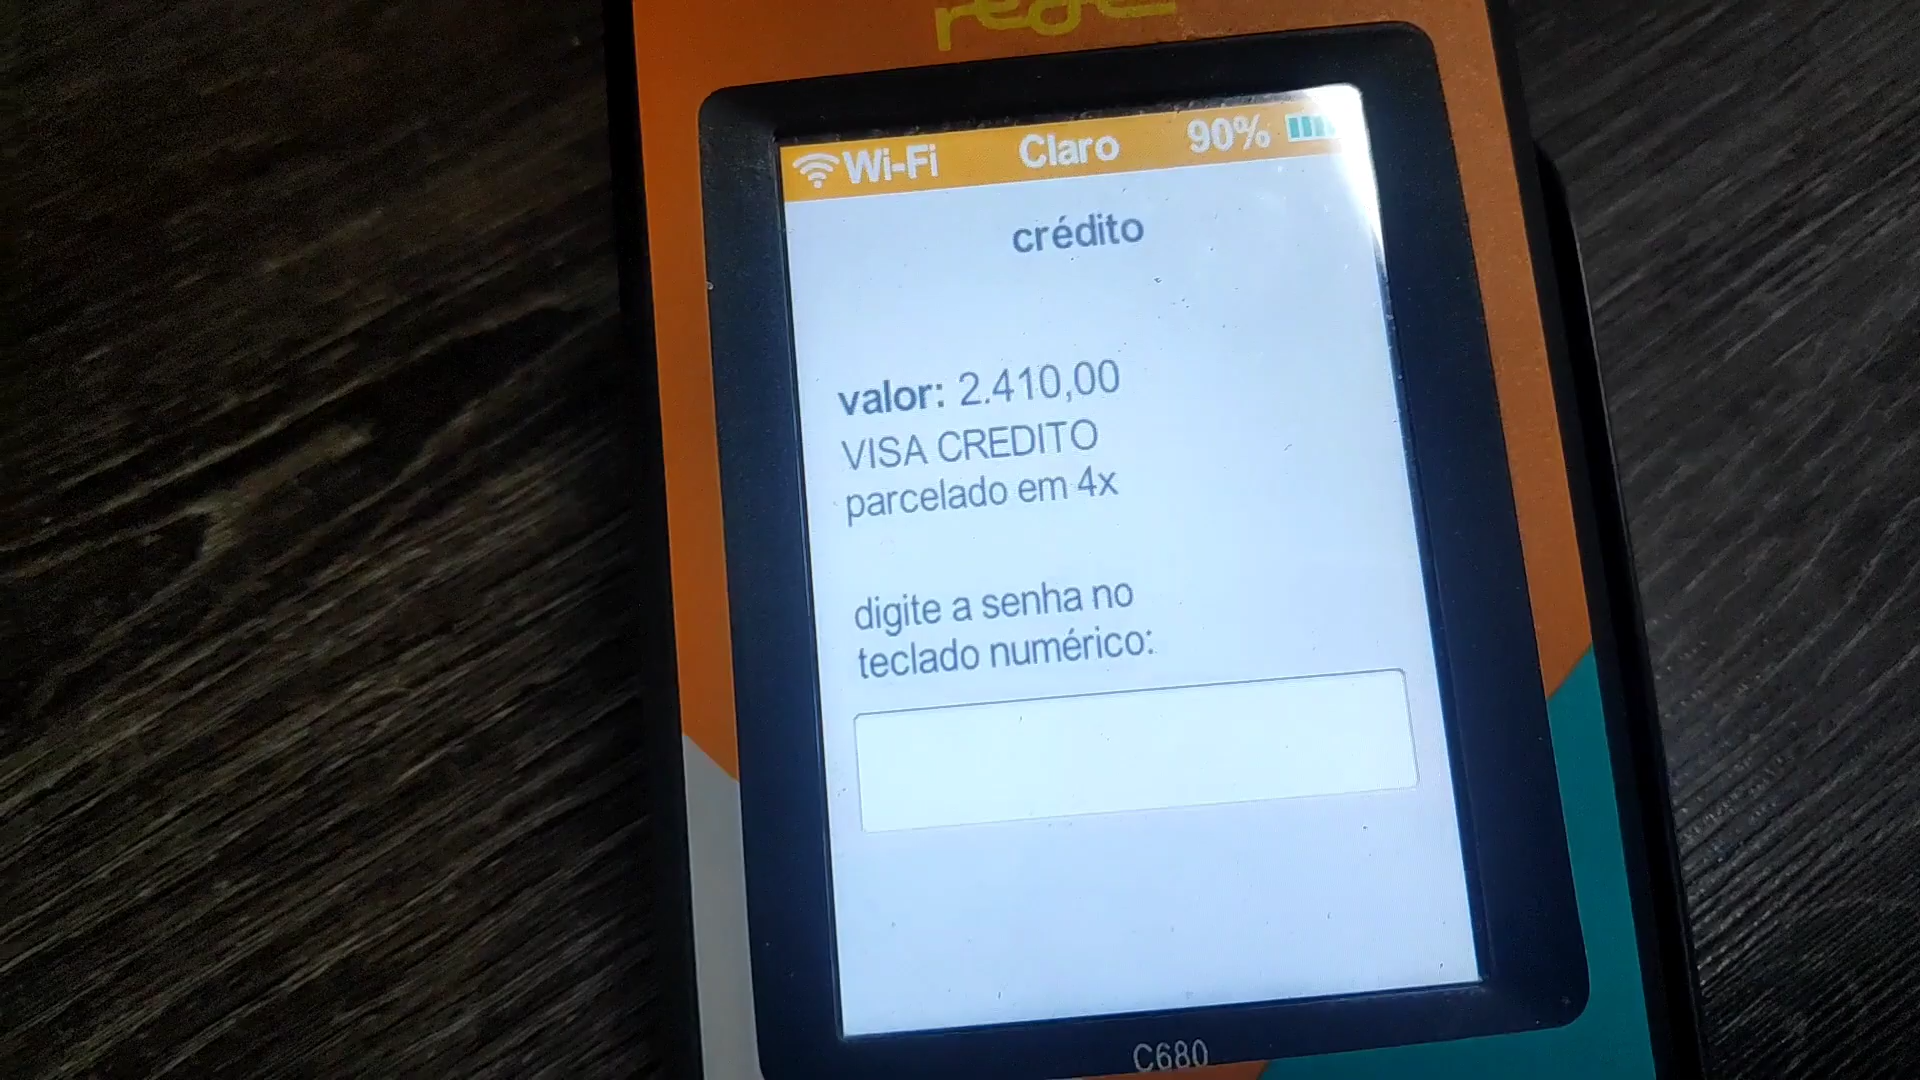 rede
Wi-Fi Claro 90%
crédito
valor: 2.410,00
VISA CREDITO
parcelado em 4x
digite a senha no
teclado numérico:
C680